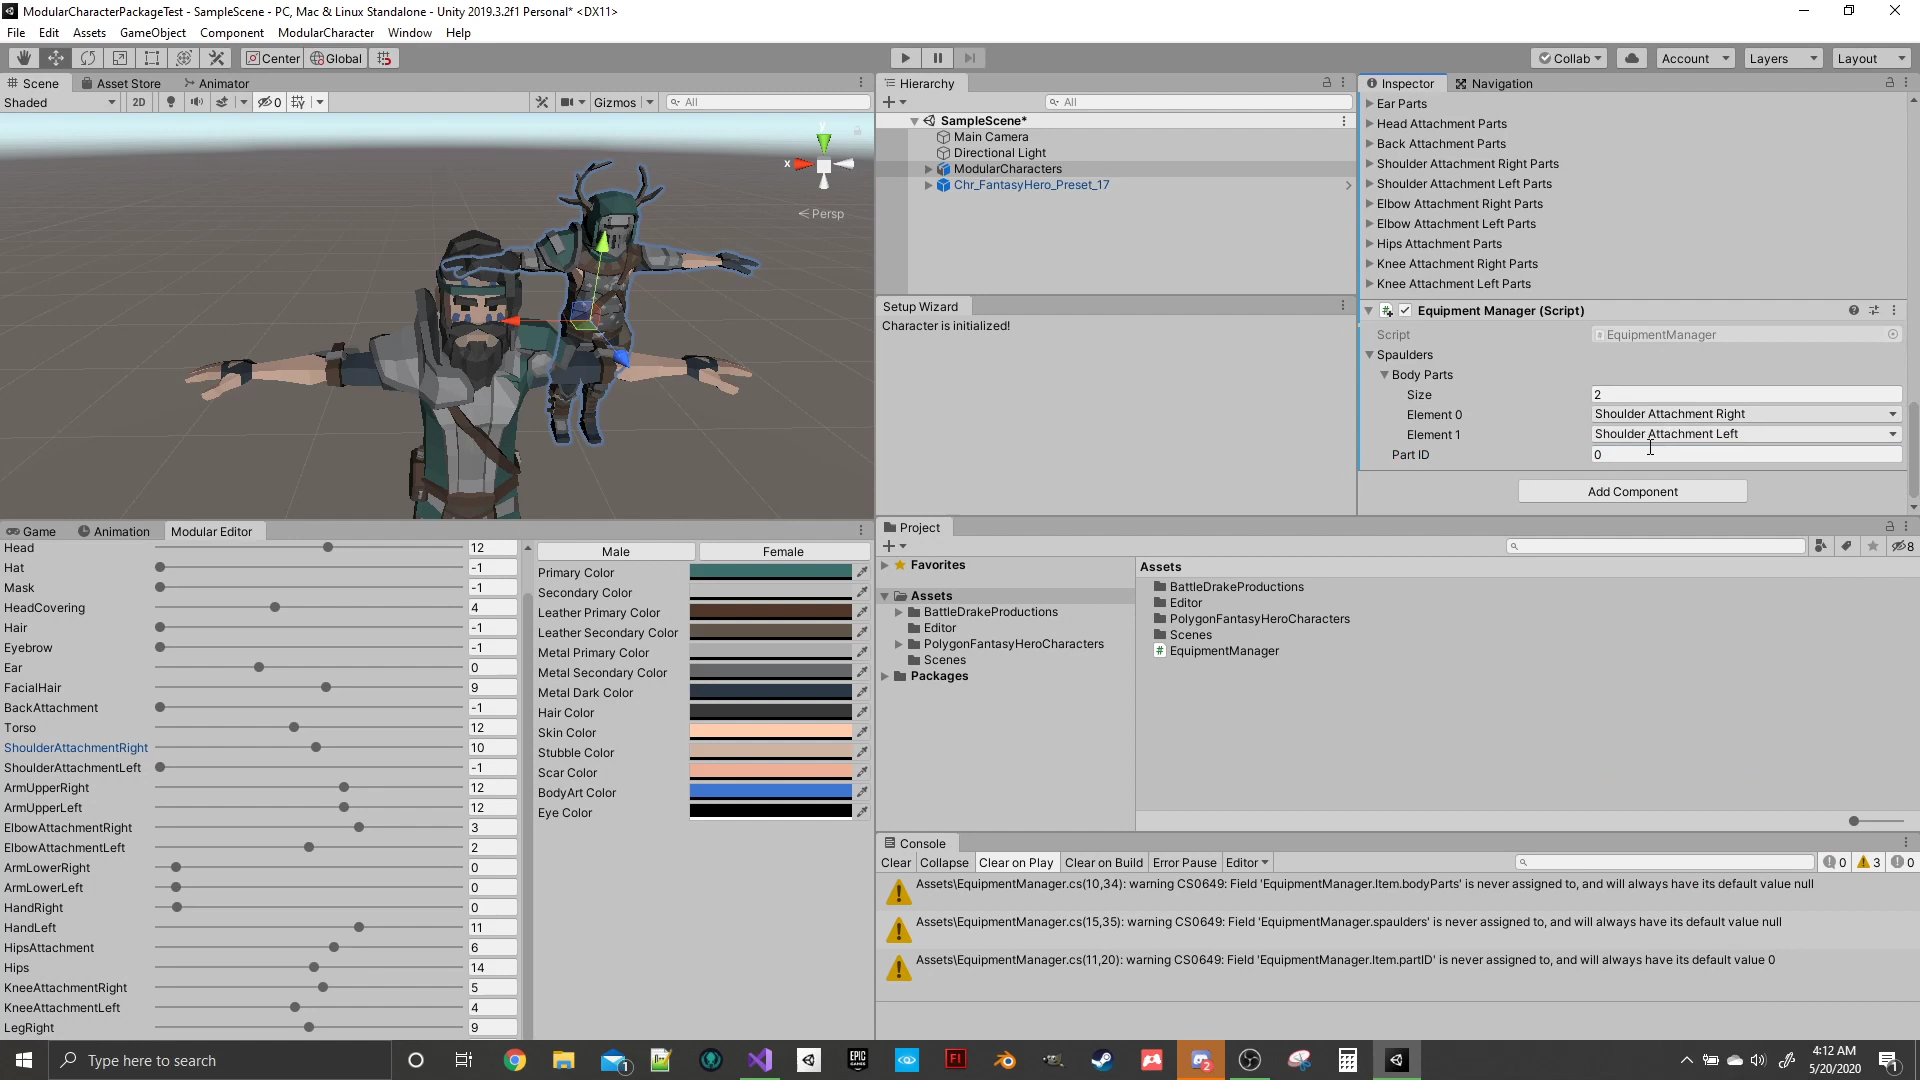 ModularCharacterPackageTest - SampleScene - PC, Mac & Linux Standalone - Unity 2019.3.2f1 Personal* <DX11>
File Edit Assets GameObject Component ModularCharacter Window Help
Center Global Collab Account Layers Layout
Scene Asset Store Animator
Shaded 2D 0 Gizmos All
y
x
Persp
Hierarchy
All
SampleScene*
Main Camera
Directional Light
ModularCharacters
Chr_FantasyHero_Preset_17
Setup Wizard
Character is initialized!
Inspector Navigation
Ear Parts
Head Attachment Parts
Back Attachment Parts
Shoulder Attachment Right Parts
Shoulder Attachment Left Parts
Elbow Attachment Right Parts
Elbow Attachment Left Parts
Hips Attachment Parts
Knee Attachment Right Parts
Knee Attachment Left Parts
Equipment Manager (Script)
Script EquipmentManager
Spaulders
Body Parts
Size 2
Element 0 Shoulder Attachment Right
Element 1 Shoulder Attachment Left
Part ID 0
Add Component
Game Animation Modular Editor
Head 12
Hat -1
Mask -1
HeadCovering 4
Hair -1
Eyebrow -1
Ear 0
FacialHair 9
BackAttachment -1
Torso 12
ShoulderAttachmentRight 10
ShoulderAttachmentLeft -1
ArmUpperRight 12
ArmUpperLeft 12
ElbowAttachmentRight 3
ElbowAttachmentLeft 2
ArmLowerRight 0
ArmLowerLeft 0
HandRight 0
HandLeft 11
HipsAttachment 6
Hips 14
KneeAttachmentRight 5
KneeAttachmentLeft 4
LegRight 9
Male Female
Primary Color
Secondary Color
Leather Primary Color
Leather Secondary Color
Metal Primary Color
Metal Secondary Color
Metal Dark Color
Hair Color
Skin Color
Stubble Color
Scar Color
BodyArt Color
Eye Color
Project
8
Favorites
Assets
BattleDrakeProductions
Editor
PolygonFantasyHeroCharacters
Scenes
Packages
Assets
BattleDrakeProductions
Editor
PolygonFantasyHeroCharacters
Scenes
EquipmentManager
Console
Clear Collapse Clear on Play Clear on Build Error Pause Editor 0 3 0
Assets\EquipmentManager.cs(10,34): warning CS0649: Field 'EquipmentManager.Item.bodyParts' is never assigned to, and will always have its default value null
Assets\EquipmentManager.cs(15,35): warning CS0649: Field 'EquipmentManager.spaulders' is never assigned to, and will always have its default value null
Assets\EquipmentManager.cs(11,20): warning CS0649: Field 'EquipmentManager.Item.partID' is never assigned to, and will always have its default value 0
Type here to search
1
EPIC GAMES
Fl
2
4:12 AM
5/20/2020
1